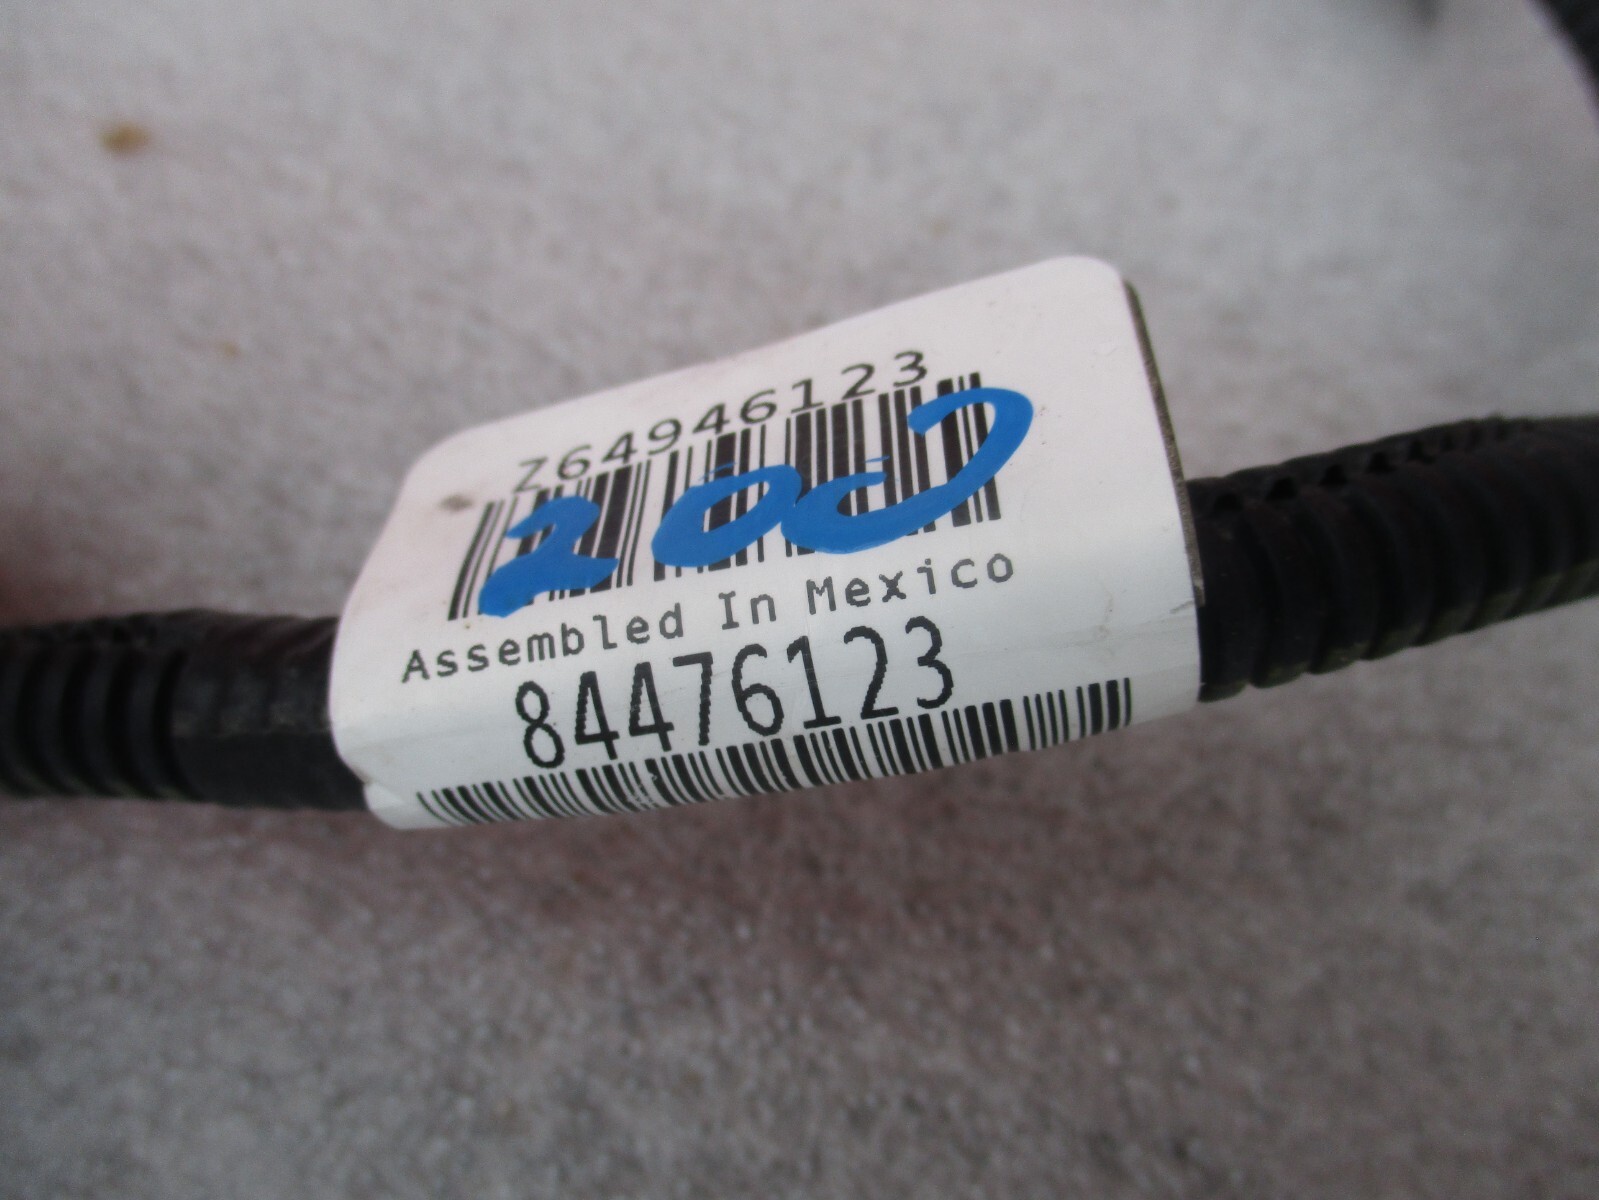 Z64946123
200
Assembled In Mexico
84476123